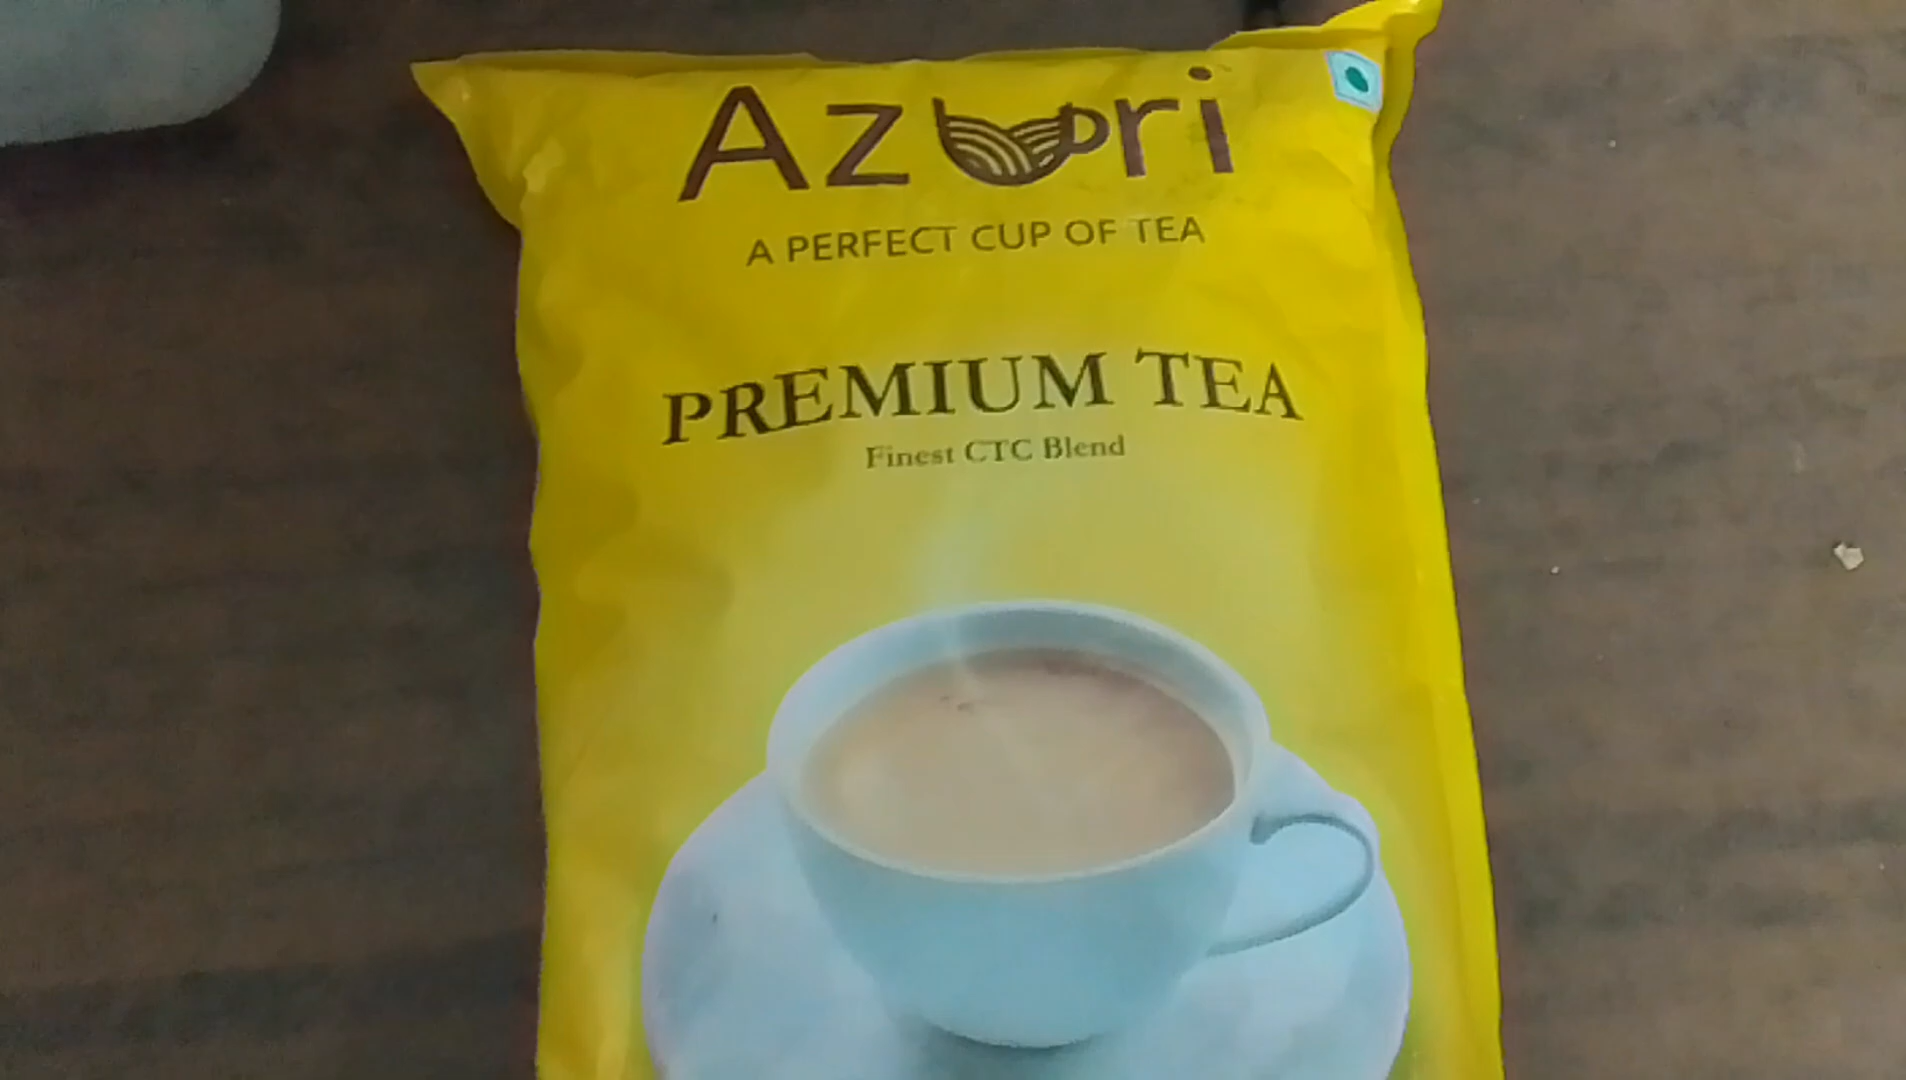 Azuri
A PERFECT CUP OF TEA
PREMIUM TEA
Finest CTC Blend